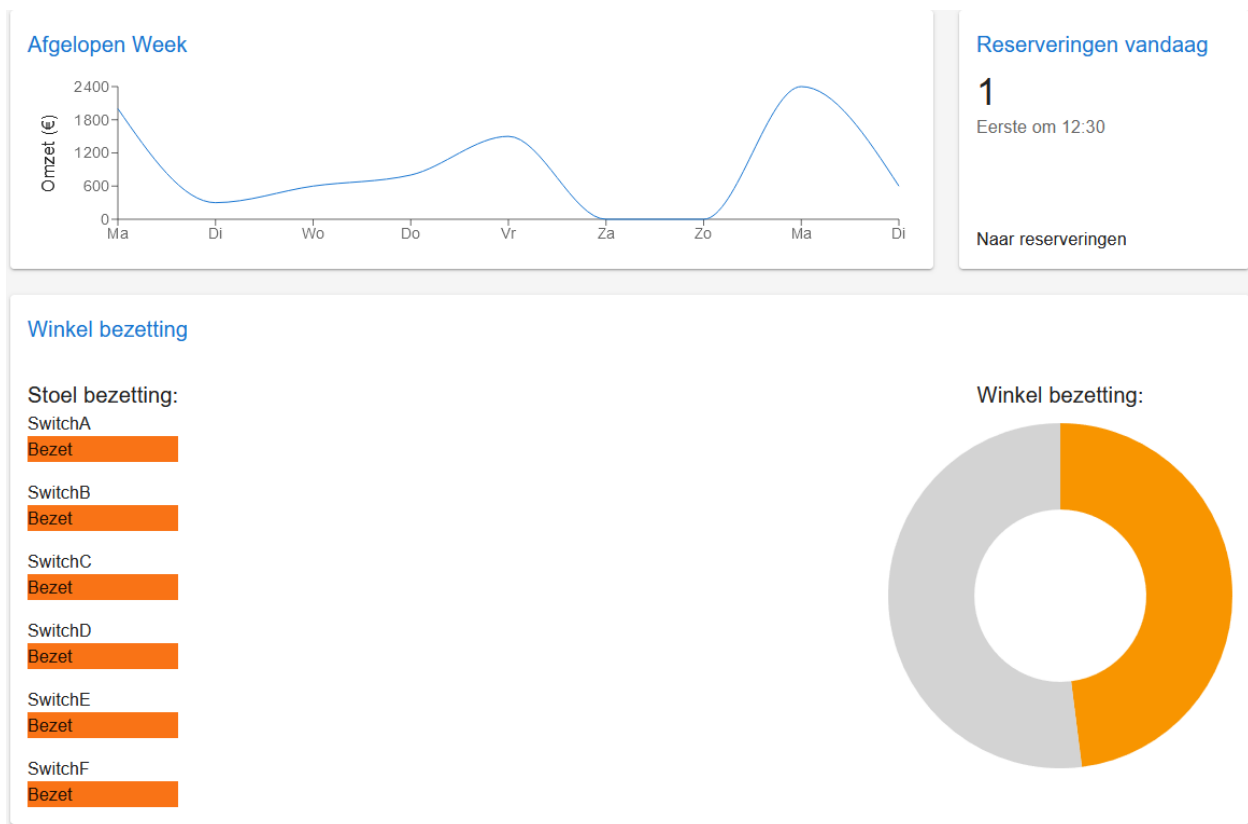 Afgelopen Week
Omzet (€)
2400
1800
1200
600
0
Ma Di Wo Do Vr Za Zo Ma Di
Reserveringen vandaag
1
Eerste om 12:30
Naar reserveringen
Winkel bezetting
Stoel bezetting:
SwitchA
Bezet
SwitchB
Bezet
SwitchC
Bezet
SwitchD
Bezet
SwitchE
Bezet
SwitchF
Bezet
Winkel bezetting: